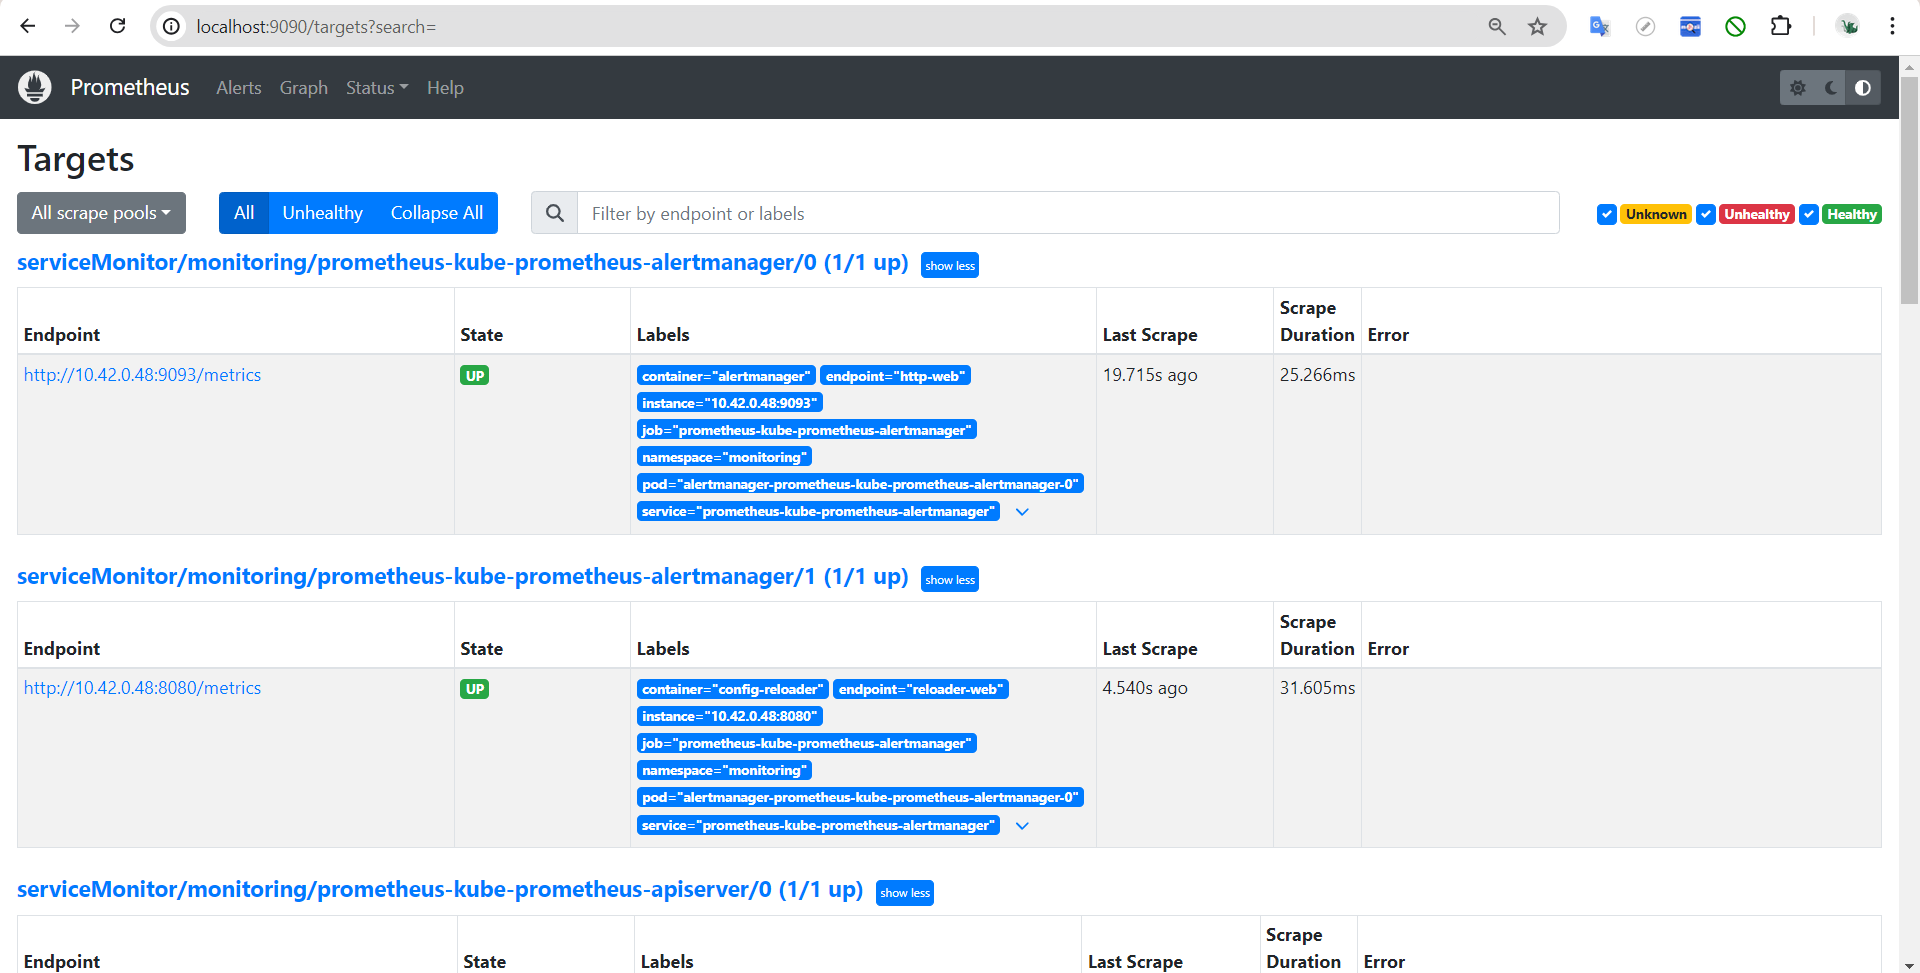 localhost:9090/targets?search=
Prometheus Alerts Graph Status Help
Targets
All scrape pools All Unhealthy Collapse All Filter by endpoint or labels Unknown Unhealthy Healthy
serviceMonitor/monitoring/prometheus-kube-prometheus-alertmanager/0 (1/1 up) show less
Endpoint State Labels Last Scrape Scrape Duration Error
http://10.42.0.48:9093/metrics UP container="alertmanager" endpoint="http-web" 19.715s ago 25.266ms
instance="10.42.0.48:9093"
job="prometheus-kube-prometheus-alertmanager"
namespace="monitoring"
pod="alertmanager-prometheus-kube-prometheus-alertmanager-0"
service="prometheus-kube-prometheus-alertmanager"
serviceMonitor/monitoring/prometheus-kube-prometheus-alertmanager/1 (1/1 up) show less
Endpoint State Labels Last Scrape Scrape Duration Error
http://10.42.0.48:8080/metrics UP container="config-reloader" endpoint="reloader-web" 4.540s ago 31.605ms
instance="10.42.0.48:8080"
job="prometheus-kube-prometheus-alertmanager"
namespace="monitoring"
pod="alertmanager-prometheus-kube-prometheus-alertmanager-0"
service="prometheus-kube-prometheus-alertmanager"
serviceMonitor/monitoring/prometheus-kube-prometheus-apiserver/0 (1/1 up) show less
Endpoint State Labels Last Scrape Scrape Duration Error